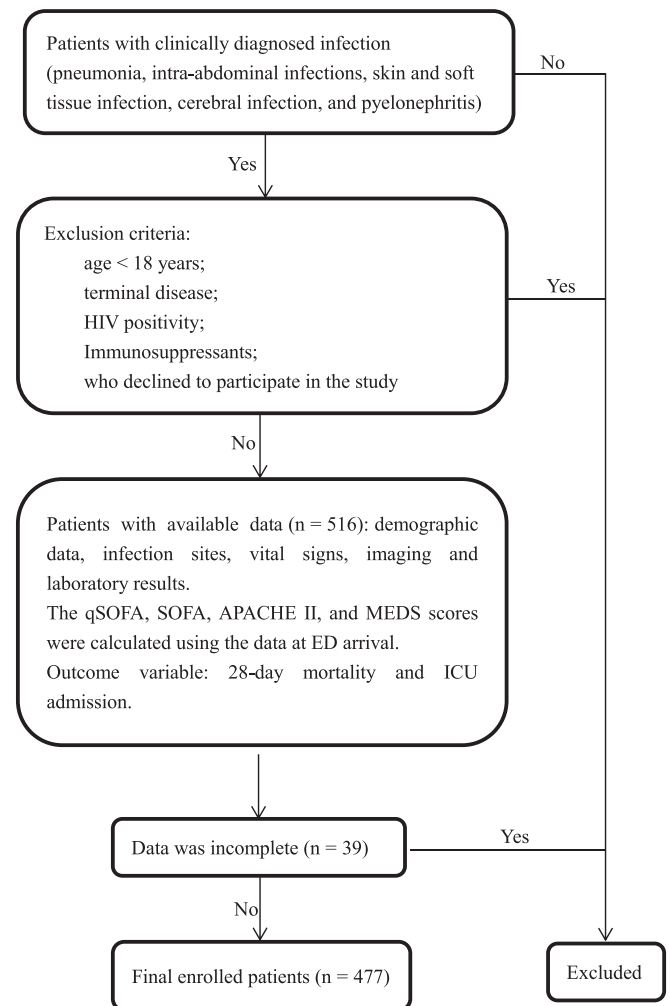 Patients with clinically diagnosed infection
(pneumonia, intra-abdominal infections, skin and soft
tissue infection, cerebral infection, and pyelonephritis)
No
Yes
Exclusion criteria:
age < 18 years;
terminal disease;
HIV positivity;
Immunosuppressants;
who declined to participate in the study
Yes
No
Patients with available data (n = 516): demographic
data, infection sites, vital signs, imaging and
laboratory results.
The qSOFA, SOFA, APACHE II, and MEDS scores
were calculated using the data at ED arrival.
Outcome variable: 28-day mortality and ICU
admission.
Data was incomplete (n = 39)
Yes
No
Final enrolled patients (n = 477)
Excluded